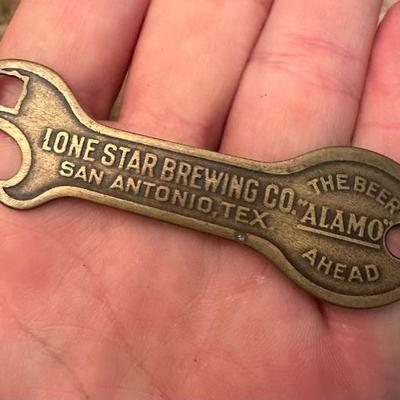 LONE STAR BREWING CO.
SAN ANTONIO, TEX.
THE BEER
"ALAMO"
AHEAD